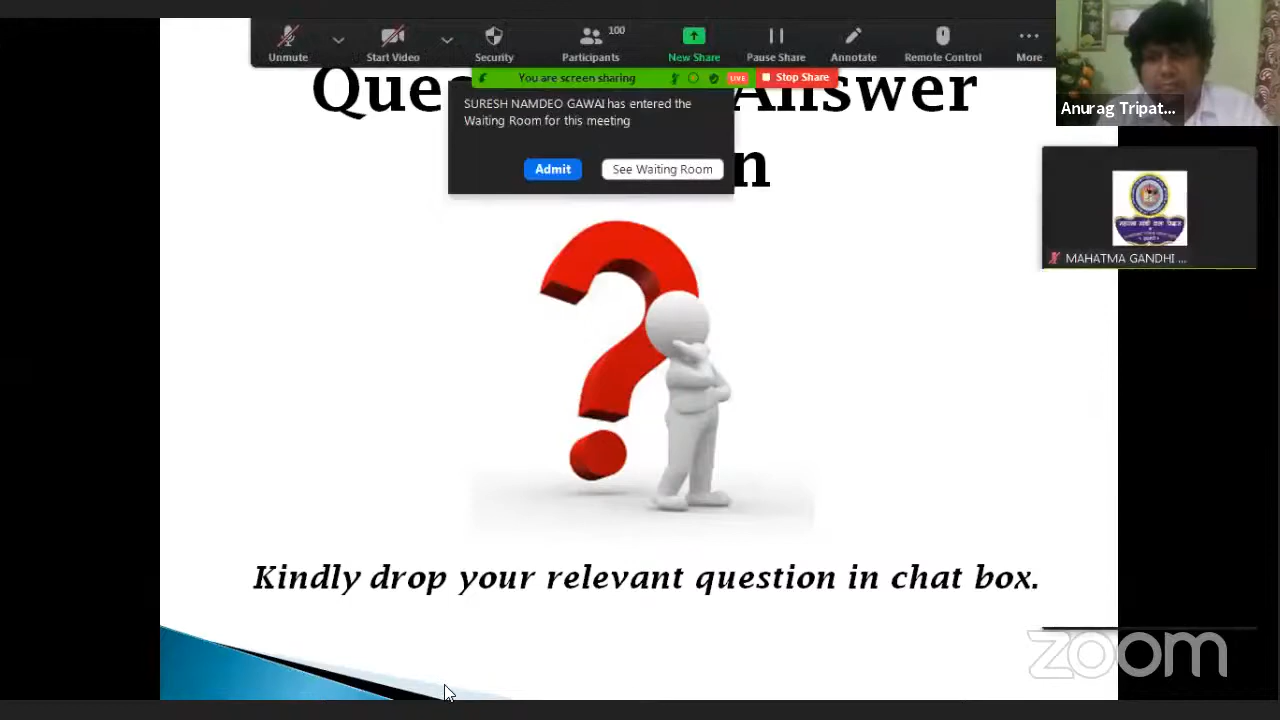 100
Unmute
Start Video
Security
Participants
New Share
Pause Share
Annotate
Remote Control
More
You are screen sharing
LIVE
Stop Share
Answer
SURESH NAMDEO GAWAI has entered the
Waiting Room for this meeting
Admit
See Waiting Room
Anurag Tripat...
MAHATMA GANDHI ...
Kindly drop your relevant question in chat box.
zoom